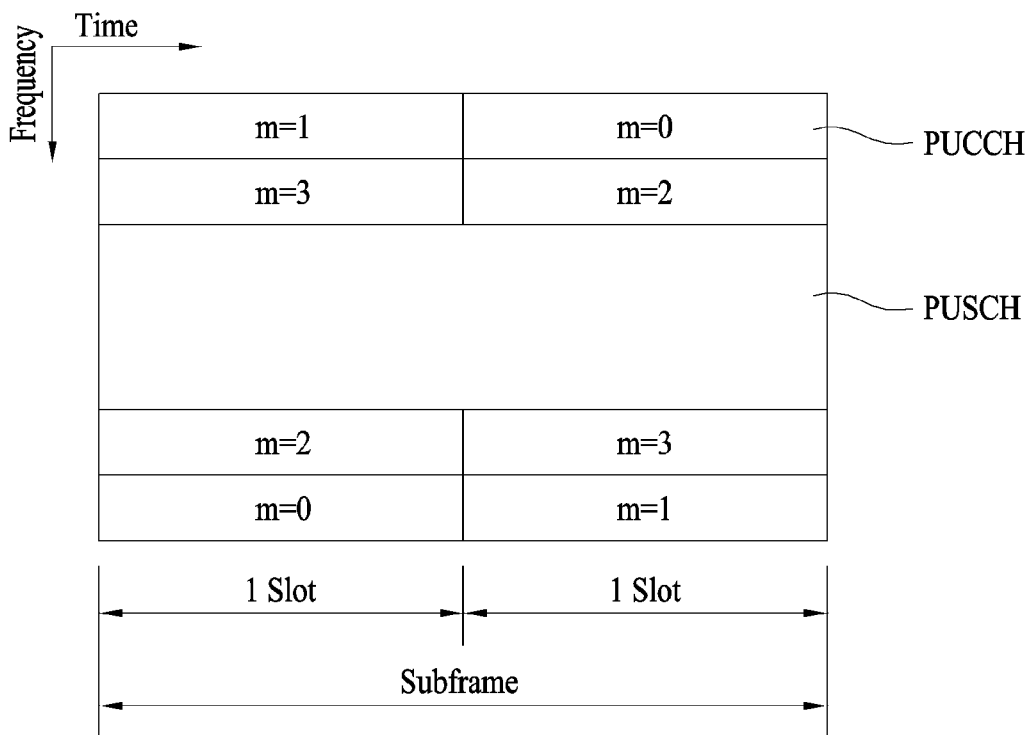 Time
Frequency
m=1
m=0
PUCCH
m=3
m=2
PUSCH
m=2
m=3
m=0
m=1
1 Slot
1 Slot
Subframe